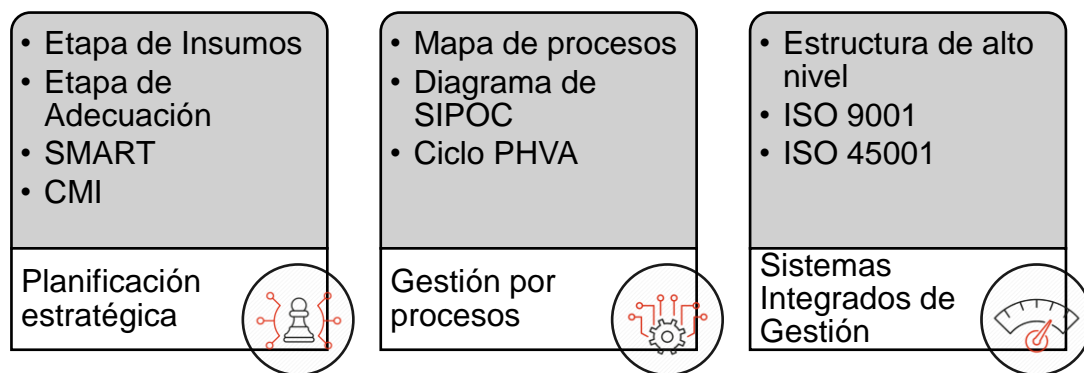 • Etapa de Insumos
• Etapa de
Adecuación
• SMART
• CMI
Planificación
estratégica
• Mapa de procesos
• Diagrama de
SIPOC
• Ciclo PHVA
Gestión por
procesos
• Estructura de alto
nivel
• ISO 9001
• ISO 45001
Sistemas
Integrados de
Gestión